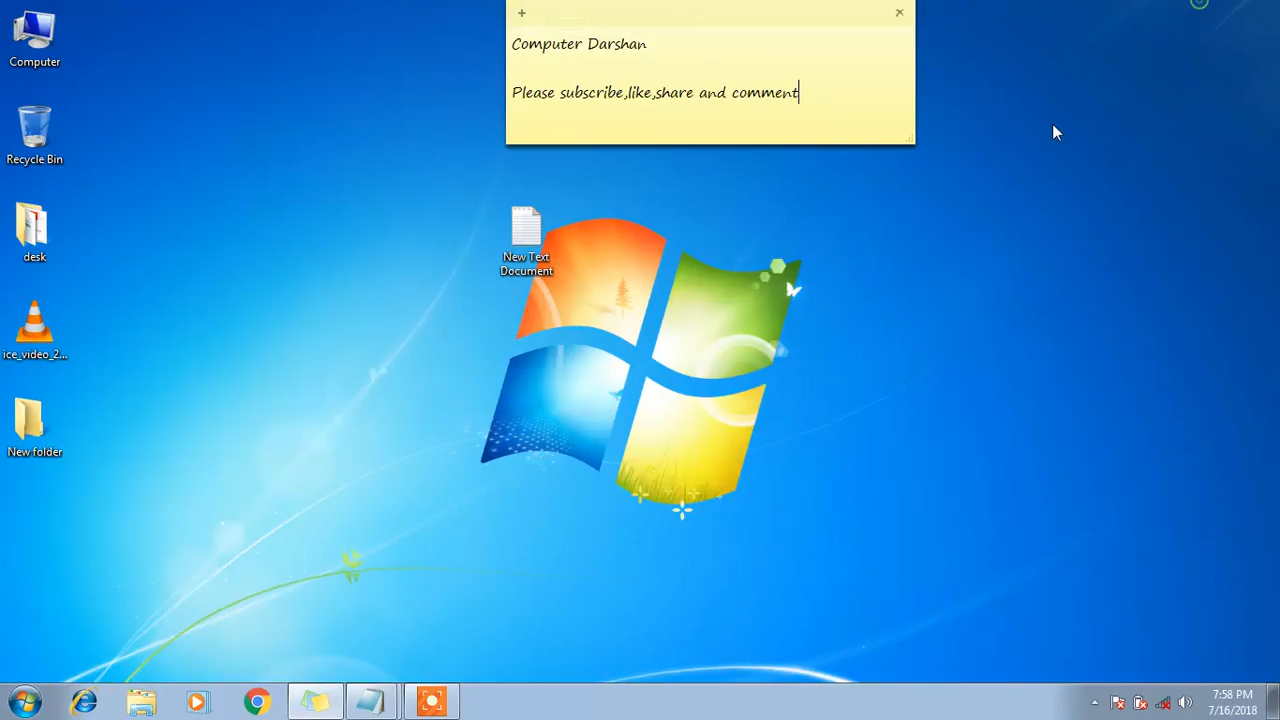 Computer
Recycle Bin
desk
ice_video_2...
New folder
+
×
Computer Darshan
Please subscribe,like,share and comment
New Text
Document
7:58 PM
7/16/2018